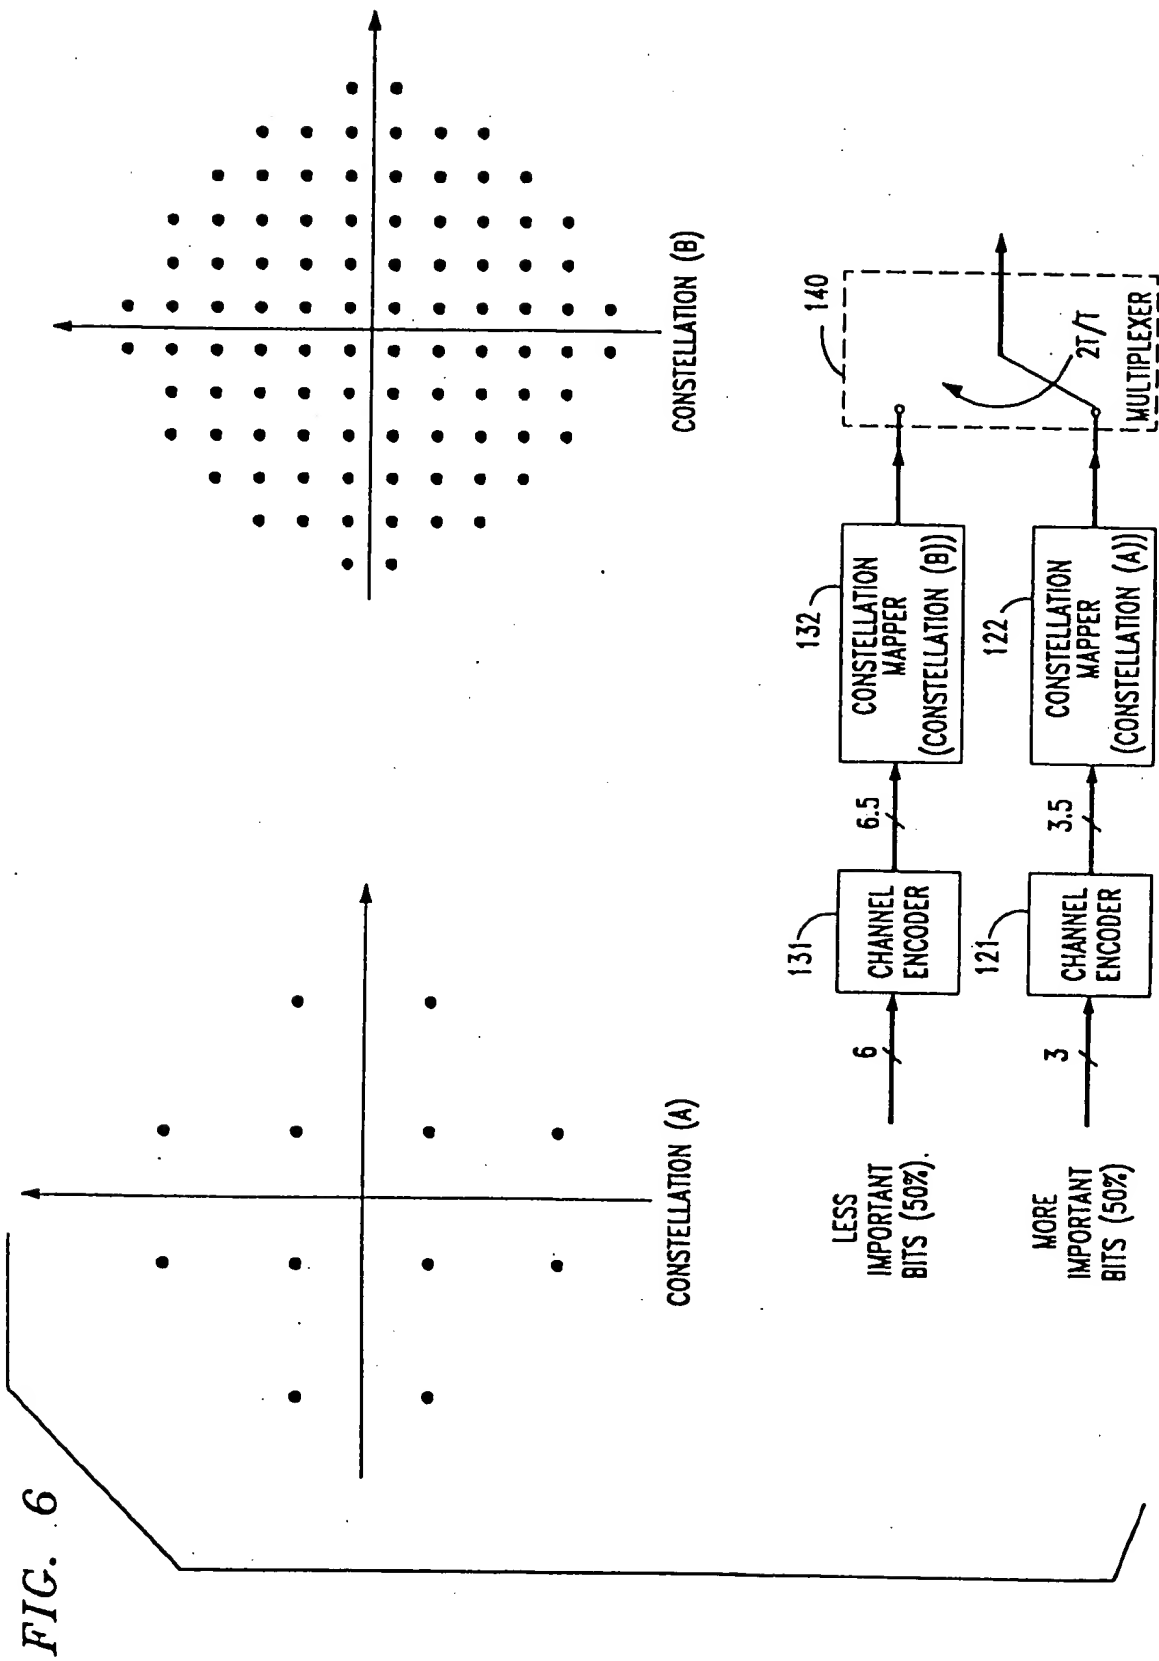 FIG. 6
CONSTELLATION (A)
CONSTELLATION (B)
LESS
IMPORTANT
BITS (50%).
6
131
CHANNEL
ENCODER
6.5
132
CONSTELLATION
MAPPER
(CONSTELLATION (B))
140
2T/T
MULTIPLEXER
MORE
IMPORTANT
BITS (50%)
3
121
CHANNEL
ENCODER
3.5
122
CONSTELLATION
MAPPER
(CONSTELLATION (A))